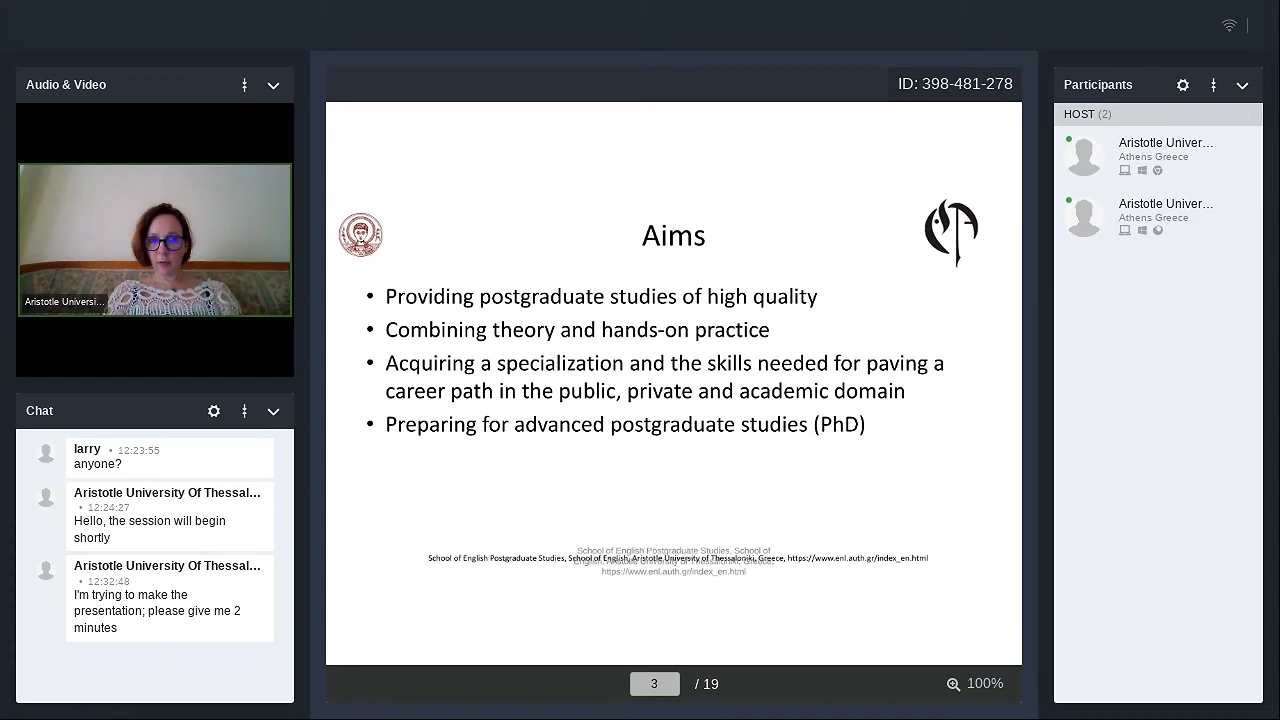 Audio & Video
Aristotle Universi...
Chat
larry • 12:23:55
anyone?
Aristotle University Of Thessal...
• 12:24:27
Hello, the session will begin
shortly
Aristotle University Of Thessal...
• 12:32:48
I'm trying to make the
presentation; please give me 2
minutes
ID: 398-481-278
Aims
• Providing postgraduate studies of high quality
• Combining theory and hands-on practice
• Acquiring a specialization and the skills needed for paving a
career path in the public, private and academic domain
• Preparing for advanced postgraduate studies (PhD)
School of English Postgraduate Studies, School of
English, Aristotle University of Thessaloniki, Greece,
https://www.enl.auth.gr/index_en.html
School of English Postgraduate Studies, School of English, Aristotle University of Thessaloniki, Greece, https://www.enl.auth.gr/index_en.html
3 / 19
100%
Participants
HOST (2)
Aristotle Univer...
Athens Greece
Aristotle Univer...
Athens Greece